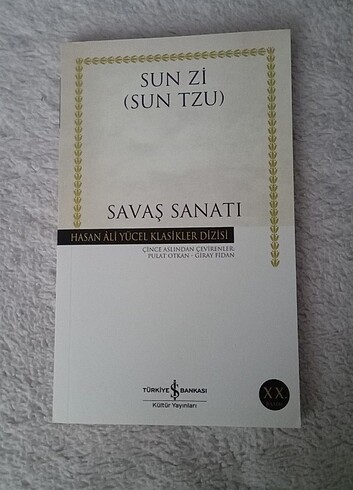 SUN Zİ
(SUN TZU)
SAVAŞ SANATI
HASAN ÂLİ YÜCEL KLASİKLER DİZİSİ
ÇİNCE ASLINDAN ÇEVİRENLER:
PULAT OTKAN - GİRAY FİDAN
TÜRKİYE İŞ BANKASI
Kültür Yayınları
XX.